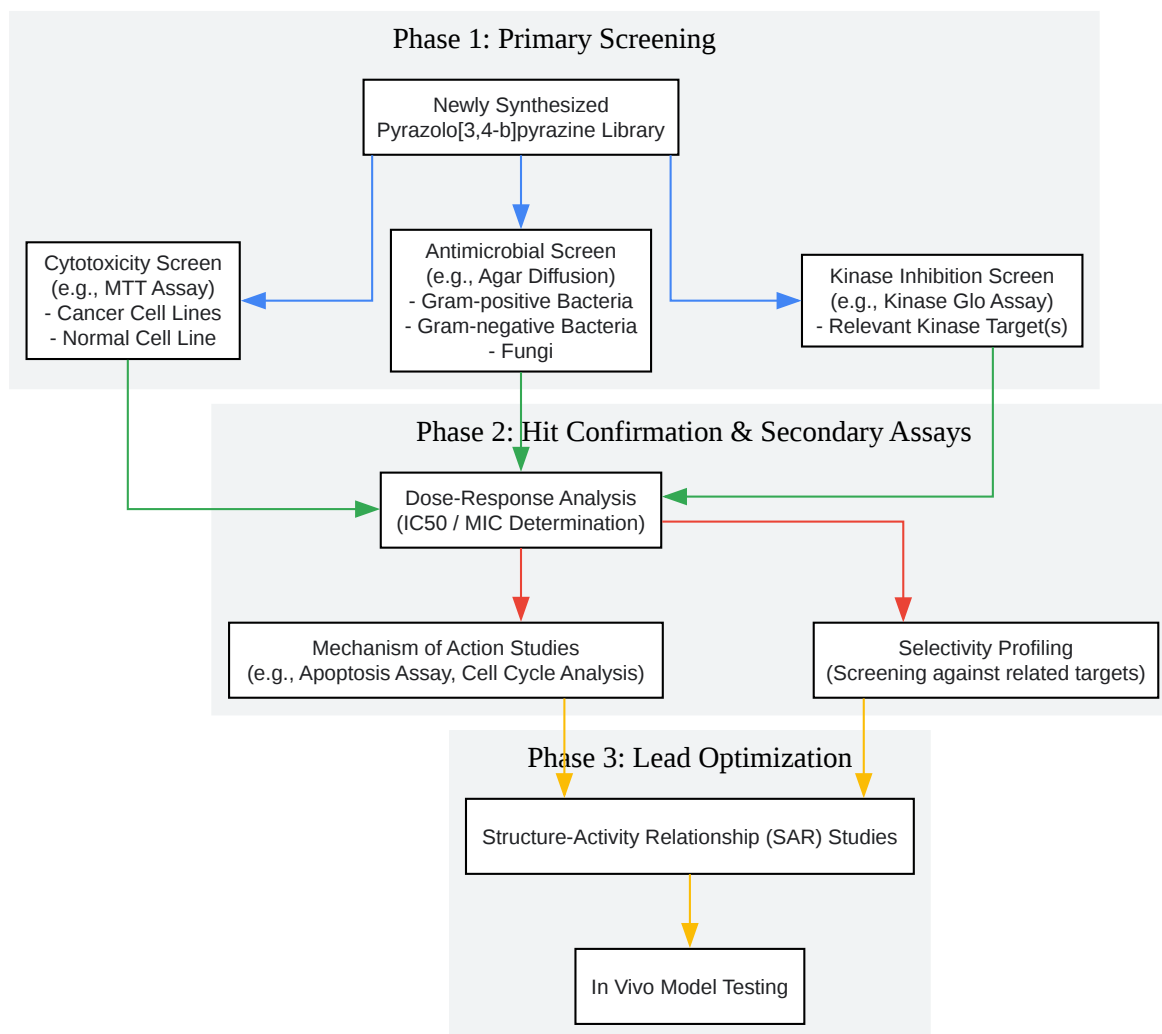 Phase 1: Primary Screening
Newly Synthesized
Pyrazolo[3,4-b]pyrazine Library
Cytotoxicity Screen
(e.g., MTT Assay)
- Cancer Cell Lines
- Normal Cell Line
Antimicrobial Screen
(e.g., Agar Diffusion)
- Gram-positive Bacteria
- Gram-negative Bacteria
- Fungi
Kinase Inhibition Screen
(e.g., Kinase Glo Assay)
- Relevant Kinase Target(s)
Phase 2: Hit Confirmation & Secondary Assays
Dose-Response Analysis
(IC50 / MIC Determination)
Mechanism of Action Studies
(e.g., Apoptosis Assay, Cell Cycle Analysis)
Selectivity Profiling
(Screening against related targets)
Phase 3: Lead Optimization
Structure-Activity Relationship (SAR) Studies
In Vivo Model Testing